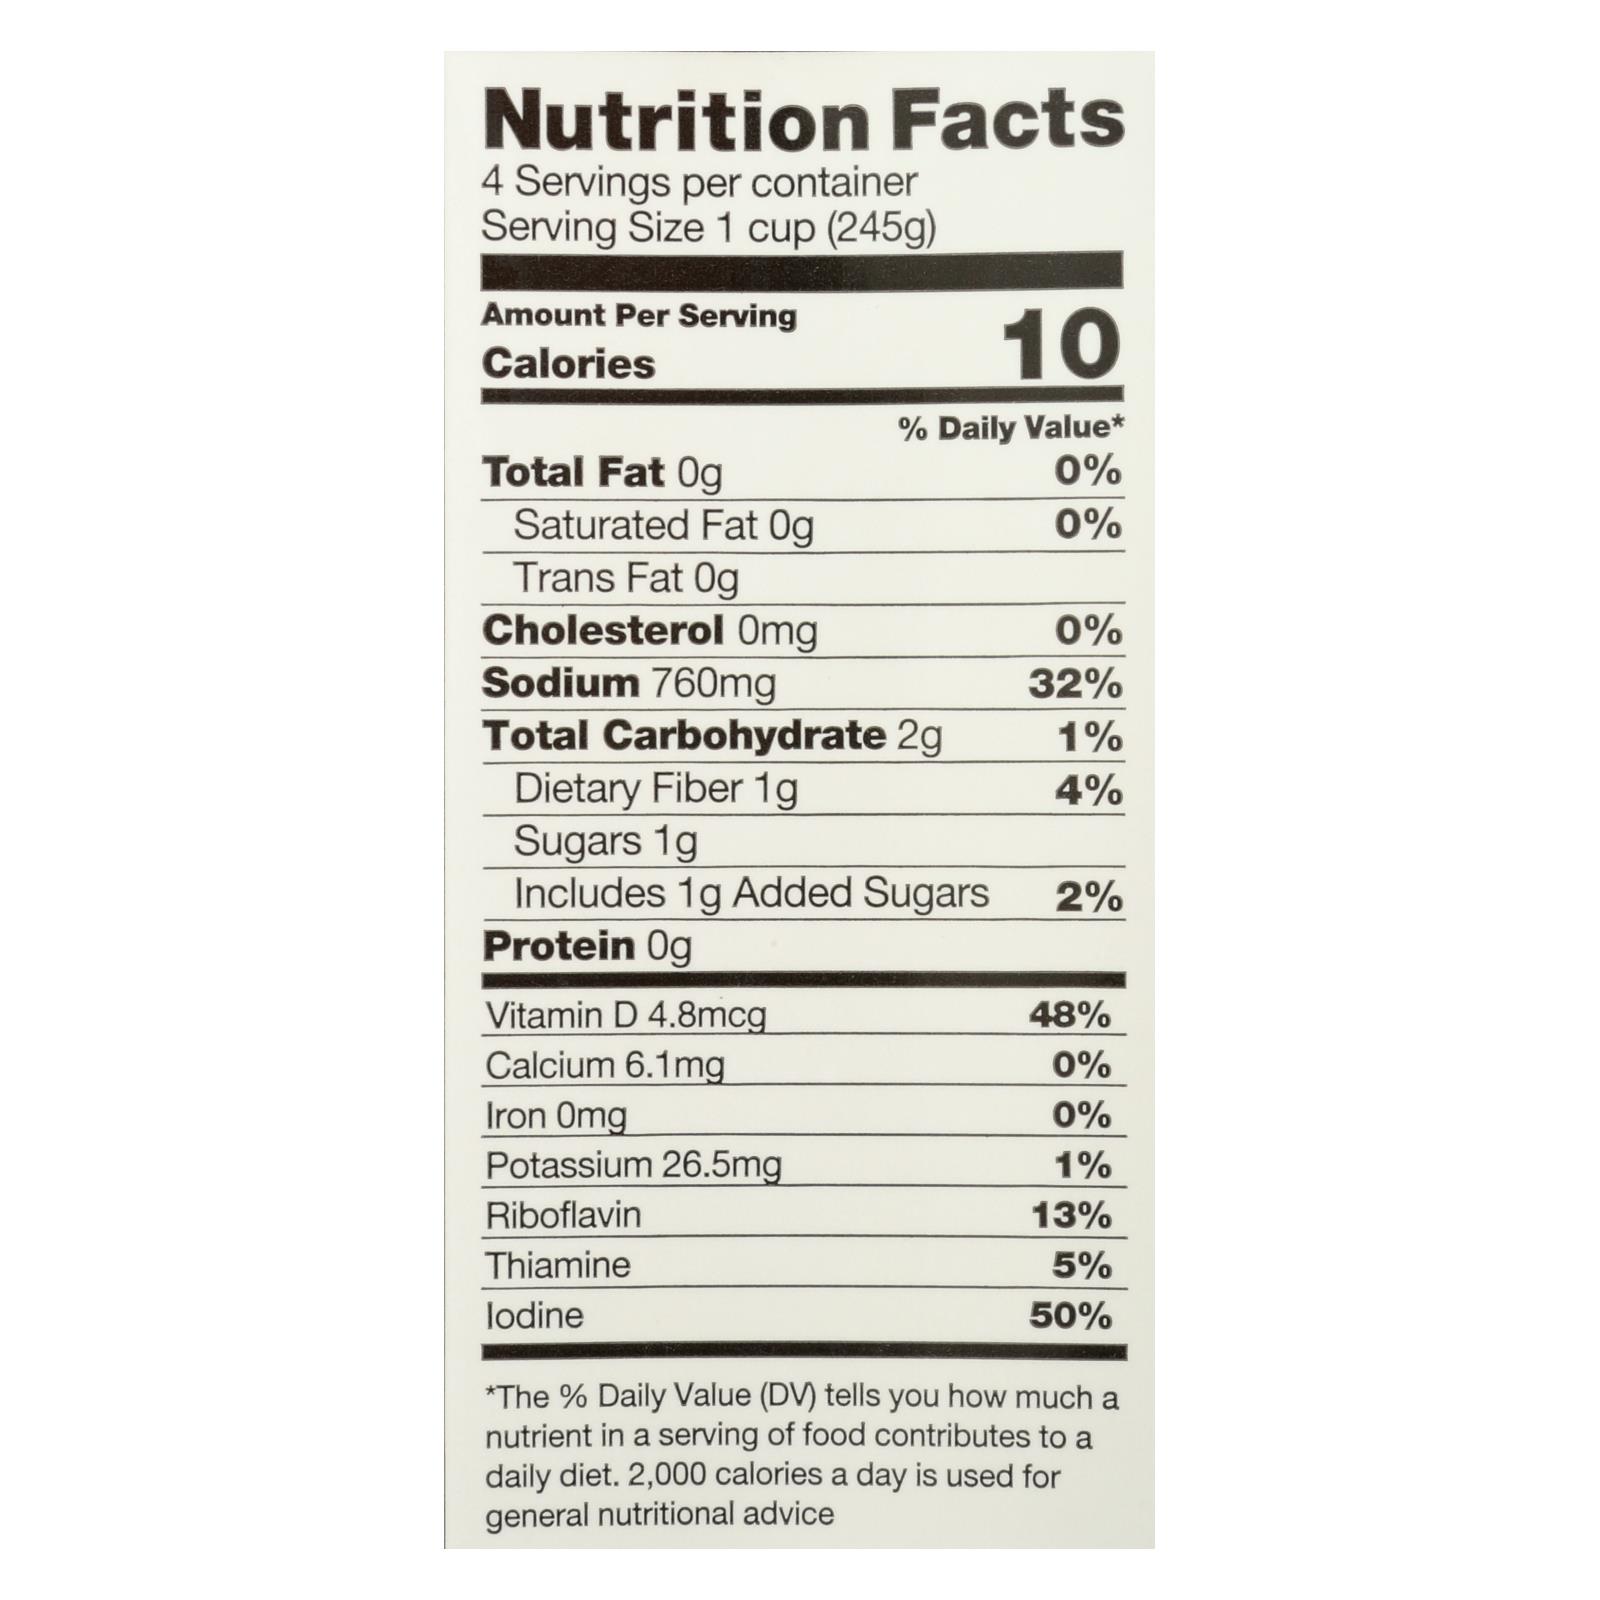 Nutrition Facts
4 Servings per container
Serving Size 1 cup (245g)
Amount Per Serving
Calories 10
% Daily Value*
Total Fat 0g 0%
Saturated Fat 0g 0%
Trans Fat 0g
Cholesterol 0mg 0%
Sodium 760mg 32%
Total Carbohydrate 2g 1%
Dietary Fiber 1g 4%
Sugars 1g
Includes 1g Added Sugars 2%
Protein 0g
Vitamin D 4.8mcg 48%
Calcium 6.1mg 0%
Iron 0mg 0%
Potassium 26.5mg 1%
Riboflavin 13%
Thiamine 5%
Iodine 50%
*The % Daily Value (DV) tells you how much a
nutrient in a serving of food contributes to a
daily diet. 2,000 calories a day is used for
general nutritional advice